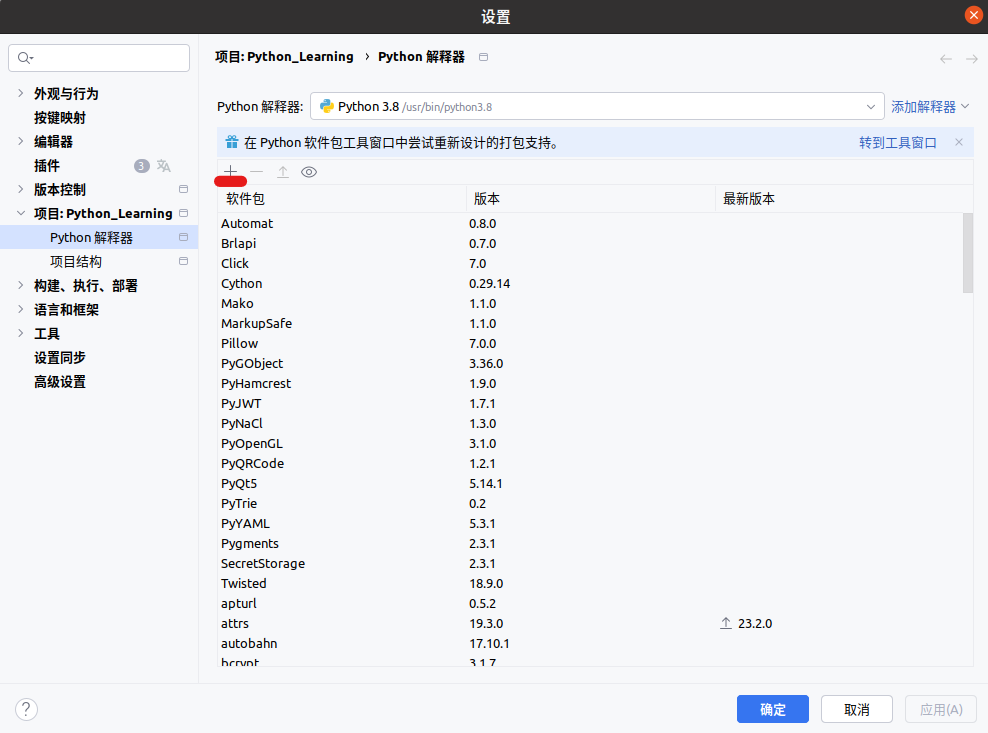 设置
项目: Python_Learning › Python 解释器
外观与行为
按键映射
编辑器
插件 3
版本控制
项目: Python_Learning
Python 解释器
项目结构
构建、执行、部署
语言和框架
工具
设置同步
高级设置
Python 解释器: Python 3.8 /usr/bin/python3.8 添加解释器
在 Python 软件包工具窗口中尝试重新设计的打包支持。 转到工具窗口
软件包 版本 最新版本
Automat 0.8.0
Brlapi 0.7.0
Click 7.0
Cython 0.29.14
Mako 1.1.0
MarkupSafe 1.1.0
Pillow 7.0.0
PyGObject 3.36.0
PyHamcrest 1.9.0
PyJWT 1.7.1
PyNaCl 1.3.0
PyOpenGL 3.1.0
PyQRCode 1.2.1
PyQt5 5.14.1
PyTrie 0.2
PyYAML 5.3.1
Pygments 2.3.1
SecretStorage 2.3.1
Twisted 18.9.0
apturl 0.5.2
attrs 19.3.0 23.2.0
autobahn 17.10.1
bcrypt 3.1.7
? 确定 取消 应用(A)